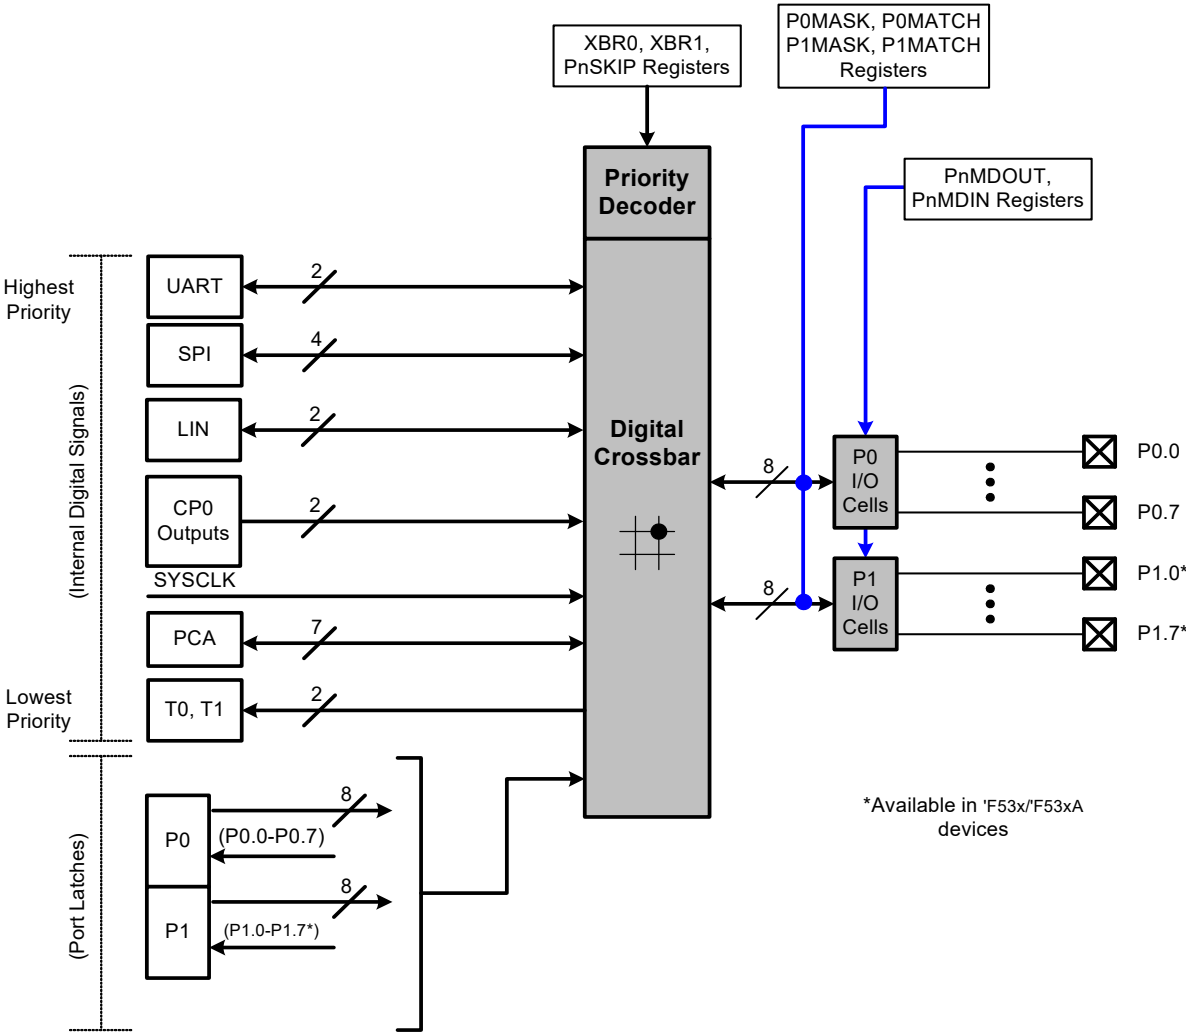 XBR0, XBR1,
PnSKIP Registers
P0MASK, P0MATCH
P1MASK, P1MATCH
Registers
PnMDOUT,
PnMDIN Registers
Priority
Decoder
Highest
Priority
(Internal Digital Signals)
Lowest
Priority
UART
2
SPI
4
LIN
2
CP0
Outputs
2
SYSCLK
PCA
7
T0, T1
2
Digital
Crossbar
8
8
P0
I/O
Cells
P1
I/O
Cells
P0.0
P0.7
P1.0*
P1.7*
(Port Latches)
P0
8
(P0.0-P0.7)
P1
8
(P1.0-P1.7*)
*Available in 'F53x/'F53xA
devices